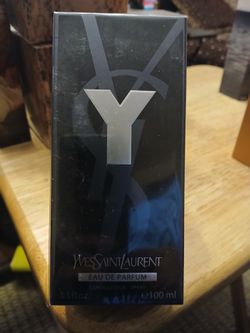 Y
YVESSAINTLAURENT
EAU DE PARFUM
100 ml